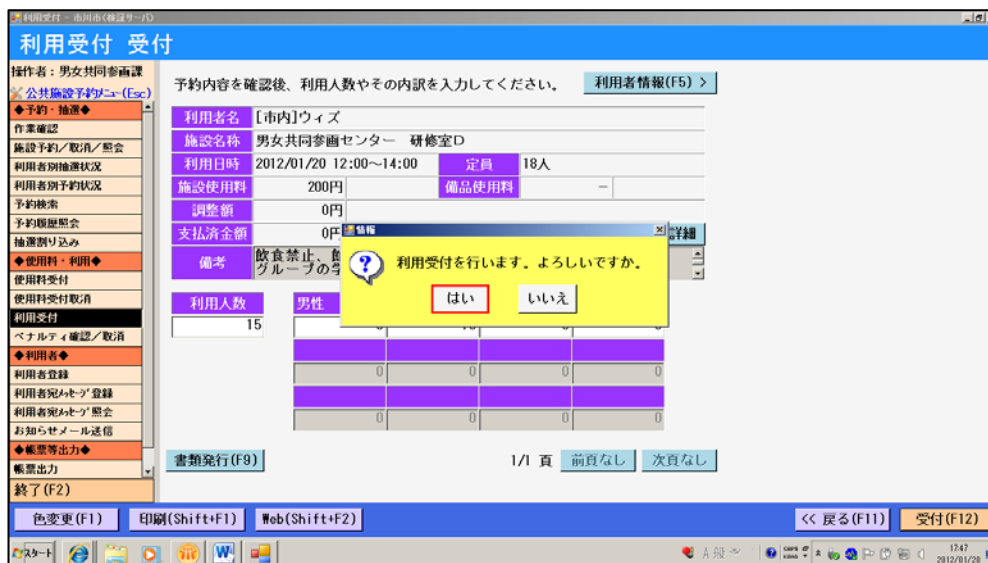 利用受付 - 市川市(検証サーバ)
利用受付 受付
操作者：男女共同参画課
公共施設予約ﾒﾆｭｰ(Esc)
◆予約・抽選◆
作業確認
施設予約／取消／照会
利用者別抽選状況
利用者別予約状況
予約検索
予約履歴照会
抽選割り込み
◆使用料・利用◆
使用料受付
使用料受付取消
利用受付
ペナルティ確認／取消
◆利用者◆
利用者登録
利用者宛ﾒｯｾｰｼﾞ登録
利用者宛ﾒｯｾｰｼﾞ照会
お知らせメール送信
◆帳票等出力◆
帳票出力
終了(F2)
予約内容を確認後、利用人数やその内訳を入力してください。
利用者情報(F5) >
利用者名 [市内]ウィズ
施設名称 男女共同参画センター 研修室D
利用日時 2012/01/20 12:00～14:00 定員 18人
施設使用料 200円 備品使用料 －
調整額 0円
支払済金額 0円 詳細
備考 飲食禁止、
グループの学
情報
利用受付を行います。よろしいですか。
はい いいえ
利用人数 男性
15
0 0 0 0
0 0 0 0
書類発行(F9)
1/1 頁 前頁なし 次頁なし
色変更(F1) 印刷(Shift+F1) Web(Shift+F2) << 戻る(F11) 受付(F12)
スタート
A 般
CAPS
KANA
17:47
2012/01/20